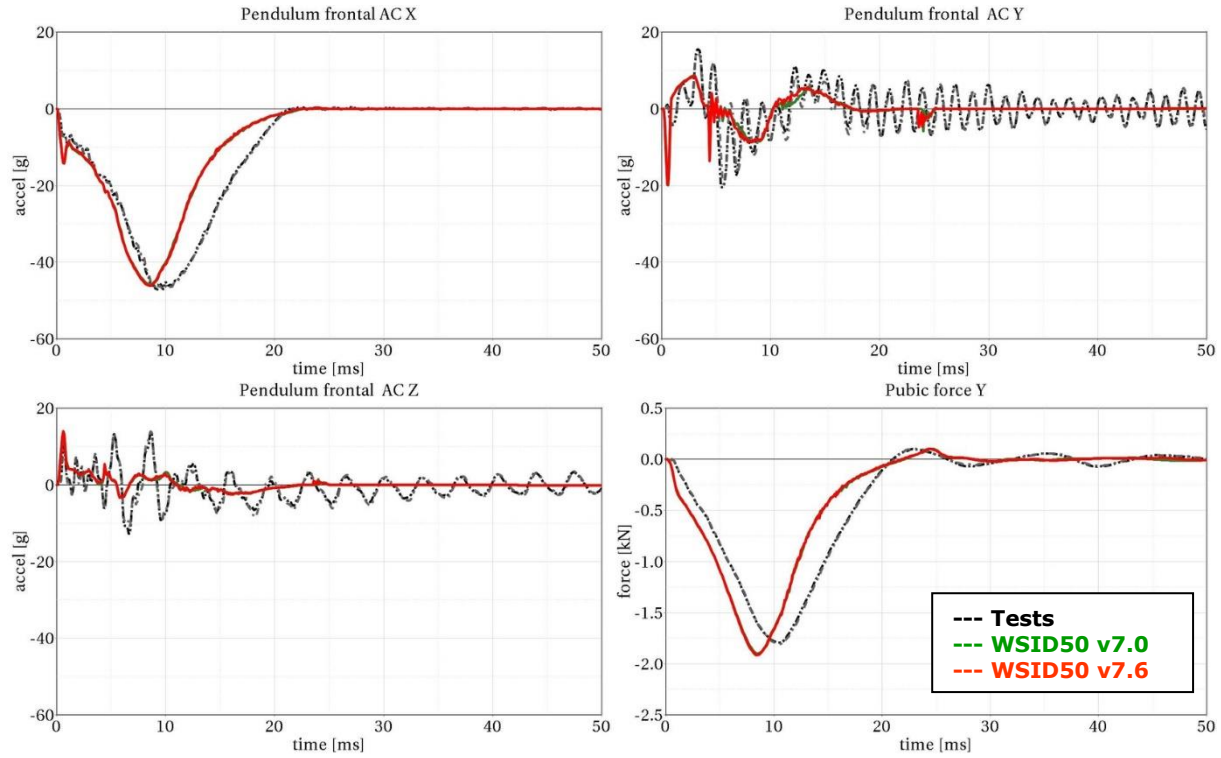 Pendulum frontal AC X
20
0
-20
-40
-60
accel [g]
0 10 20 30 40 50
time [ms]
Pendulum frontal AC Y
20
0
-20
-40
-60
accel [g]
0 10 20 30 40 50
time [ms]
Pendulum frontal AC Z
20
0
-20
-40
-60
accel [g]
0 10 20 30 40 50
time [ms]
Pubic force Y
0.5
0.0
-0.5
-1.0
-1.5
-2.0
-2.5
force [kN]
0 10 20 30 40 50
time [ms]
--- Tests
--- WSID50 v7.0
--- WSID50 v7.6